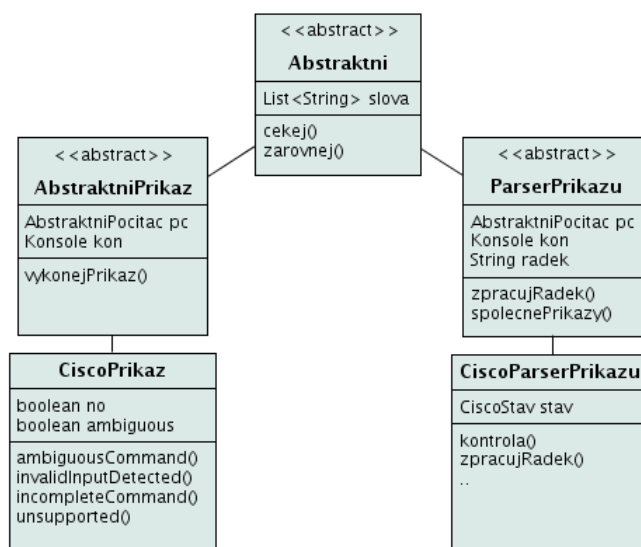 <<abstract>>
Abstraktni
List<String> slova
cekej()
zarovnej()
<<abstract>>
AbstraktniPrikaz
AbstraktniPocitac pc
Konsole kon
vykonejPrikaz()
<<abstract>>
ParserPrikazu
AbstraktniPocitac pc
Konsole kon
String radek
zpracujRadek()
spolecnePrikazy()
CiscoPrikaz
boolean no
boolean ambiguous
ambiguousCommand()
invalidInputDetected()
incompleteCommand()
unsupported()
CiscoParserPrikazu
CiscoStav stav
kontrola()
zpracujRadek()
..